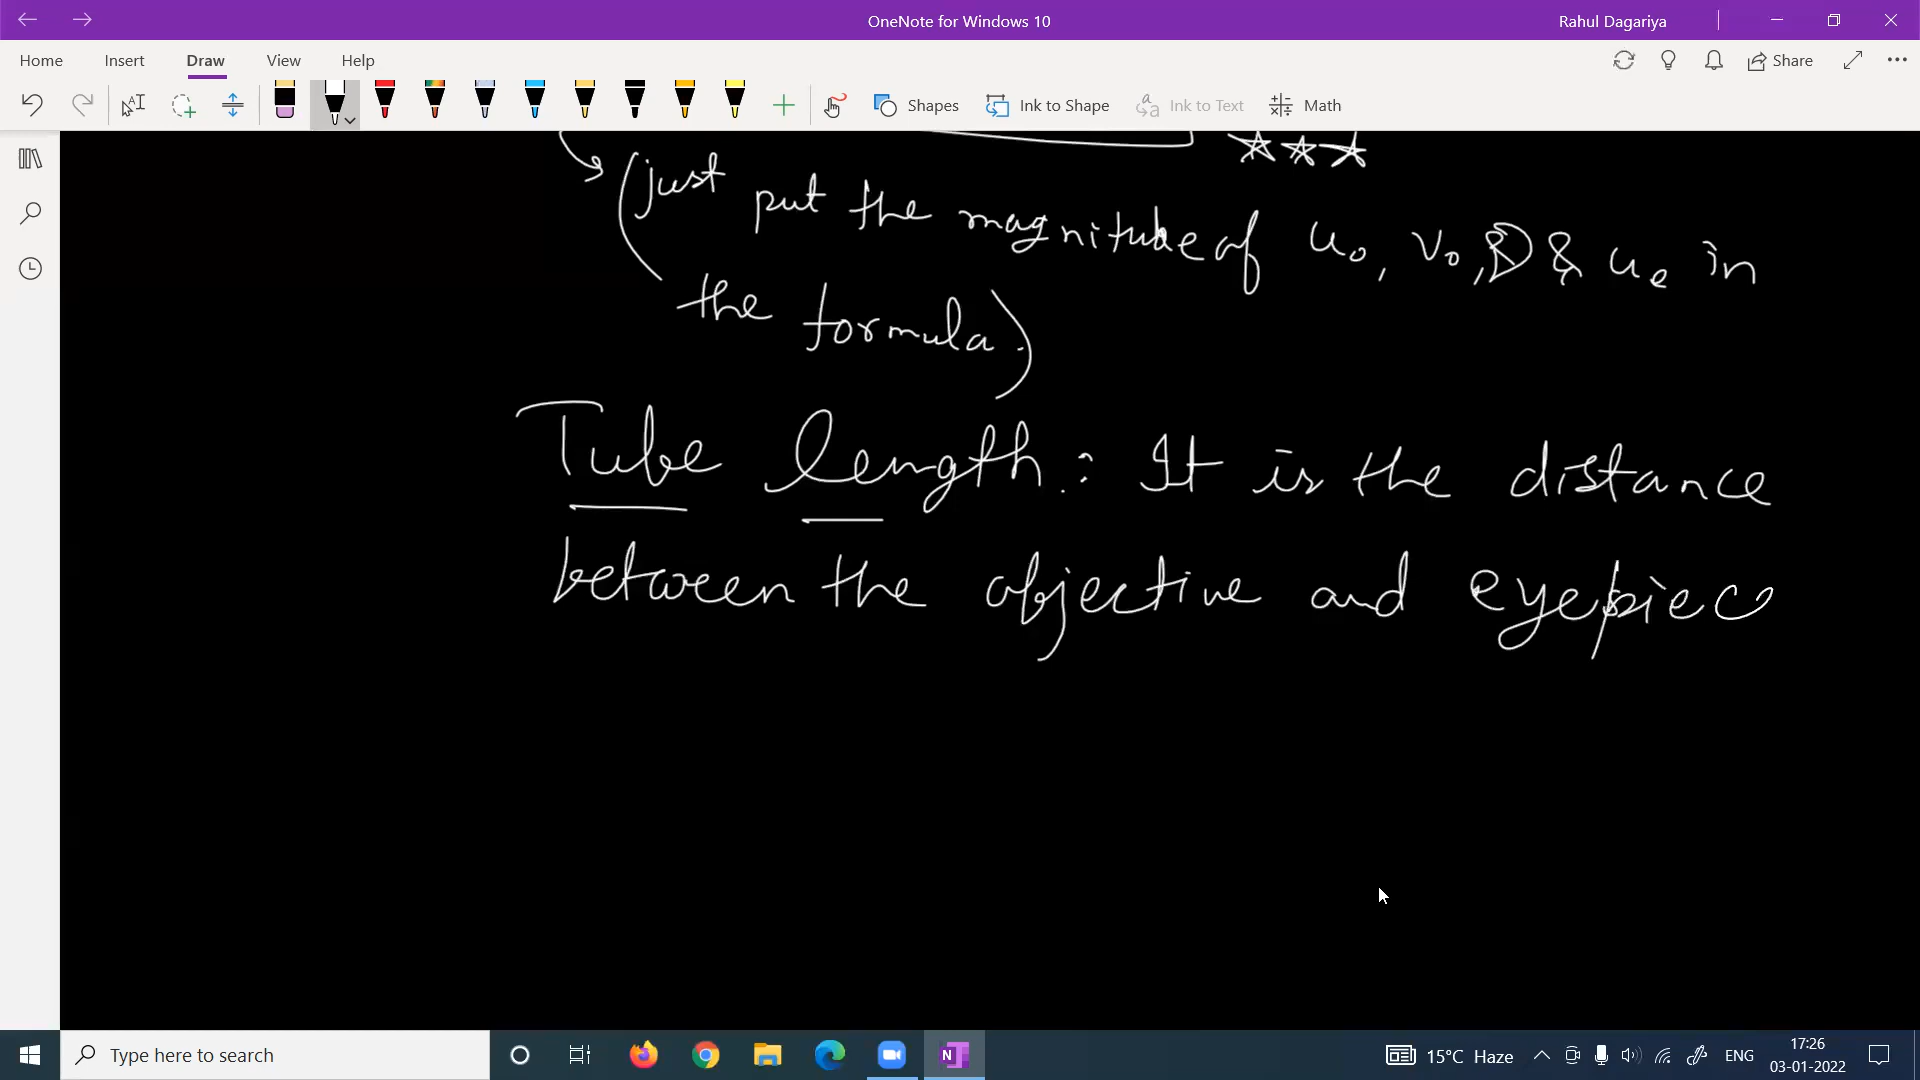 OneNote for Windows 10
Rahul Dagariya
Home Insert Draw View Help
Share
Shapes Ink to Shape Ink to Text Math
(just put the magnitude of u₀, v₀, D & uₑ in
the formula.)
Tube length : It is the distance
between the objective and eyepiece
Type here to search
15°C Haze
ENG
17:26
03-01-2022